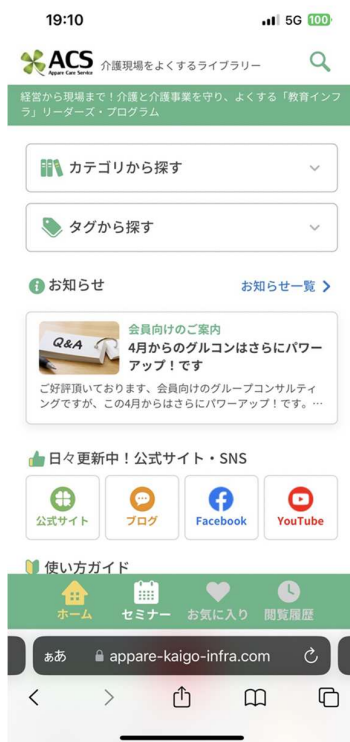 19:10
5G 100
ACS 介護現場をよくするライブラリー
Appare Care Service
経営から現場まで！介護と介護事業を守り、よくする「教育インフ
ラ」リーダーズ・プログラム
カテゴリから探す
タグから探す
お知らせ
お知らせ一覧
Q&A
会員向けのご案内
4月からのグルコンはさらにパワー
アップ！です
ご好評頂いております、会員向けのグループコンサルティ
ングですが、この4月からはさらにパワーアップ！です。…
日々更新中！公式サイト・SNS
公式サイト
ブログ
Facebook
YouTube
使い方ガイド
ホーム
セミナー
お気に入り
閲覧履歴
ぁあ
appare-kaigo-infra.com